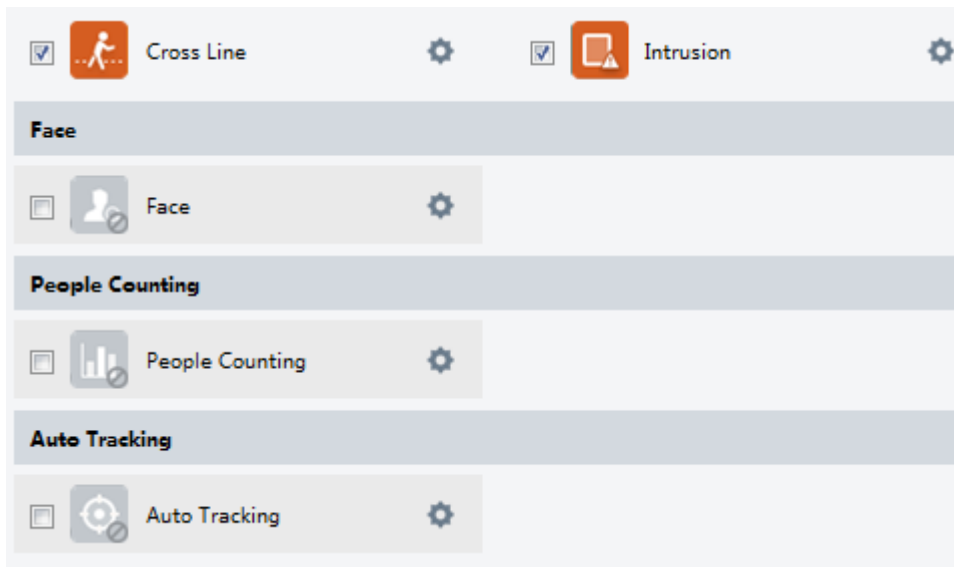 Cross Line Intrusion
Face
Face
People Counting
People Counting
Auto Tracking
Auto Tracking